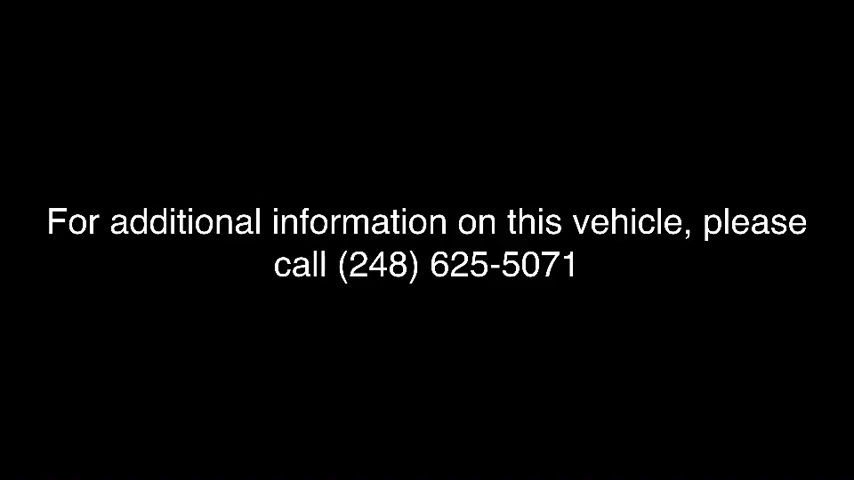 For additional information on this vehicle, please
call (248) 625-5071